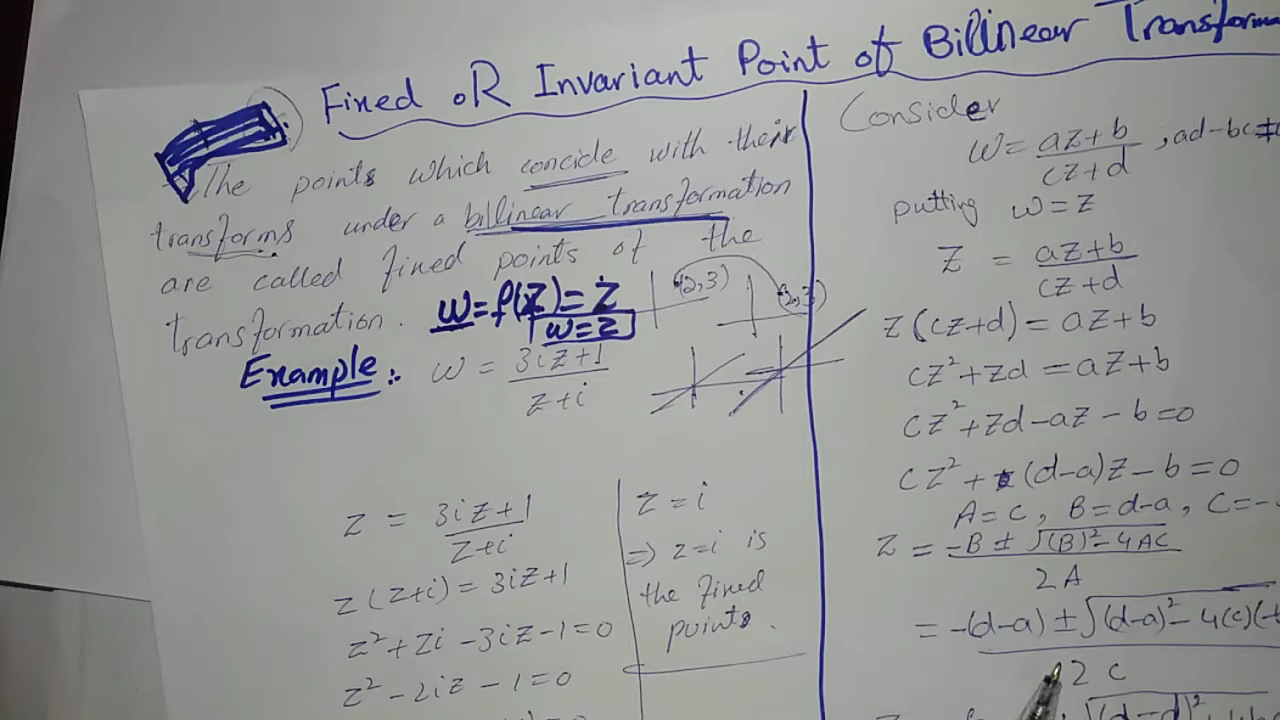 Fixed oR Invariant Point of Bilinear Transforma
The points which concide with their
transforms under a bilinear transformation
are called fixed points of the
transformation. w=f(z)=z
w=z
(2,3) (2,3)
Example:. w = 3iz+1 / z+i
z = 3iz+1 / z+i
z(z+i) = 3iz+1
z²+zi-3iz-1=0
z²-2iz-1=0
z=i
=> z=i is
the fixed
points.
Consider
w= az+b / cz+d , ad-bc≠
putting w=z
z = az+b / cz+d
z(cz+d) = az+b
cz²+zd=az+b
cz²+zd-az-b=0
cz²+(d-a)z-b=0
A=c, B=d-a, C=-
z = -B ± √(B)²-4AC / 2A
= -(d-a) ± √(d-a)²-4(c)(-
2c